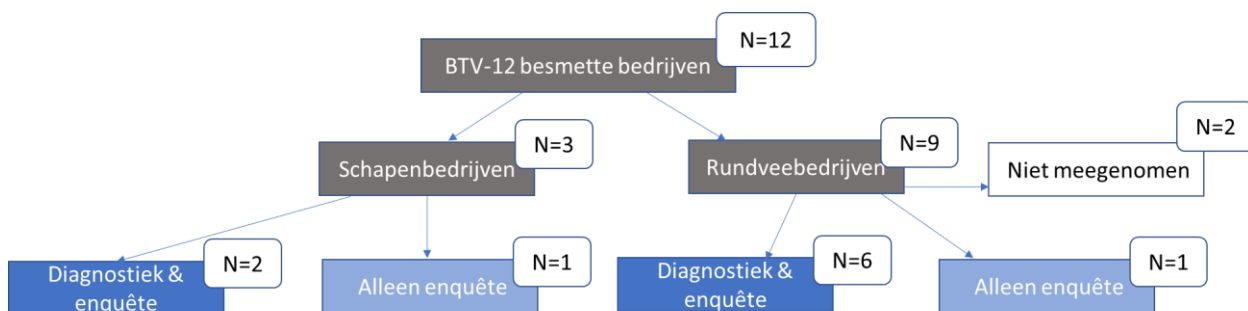 N=12
BTV-12 besmette bedrijven
N=3
Schapenbedrijven
N=9
Rundveebedrijven
N=2
Niet meegenomen
N=2
Diagnostiek &
enquête
N=1
Alleen enquête
N=6
Diagnostiek &
enquête
N=1
Alleen enquête